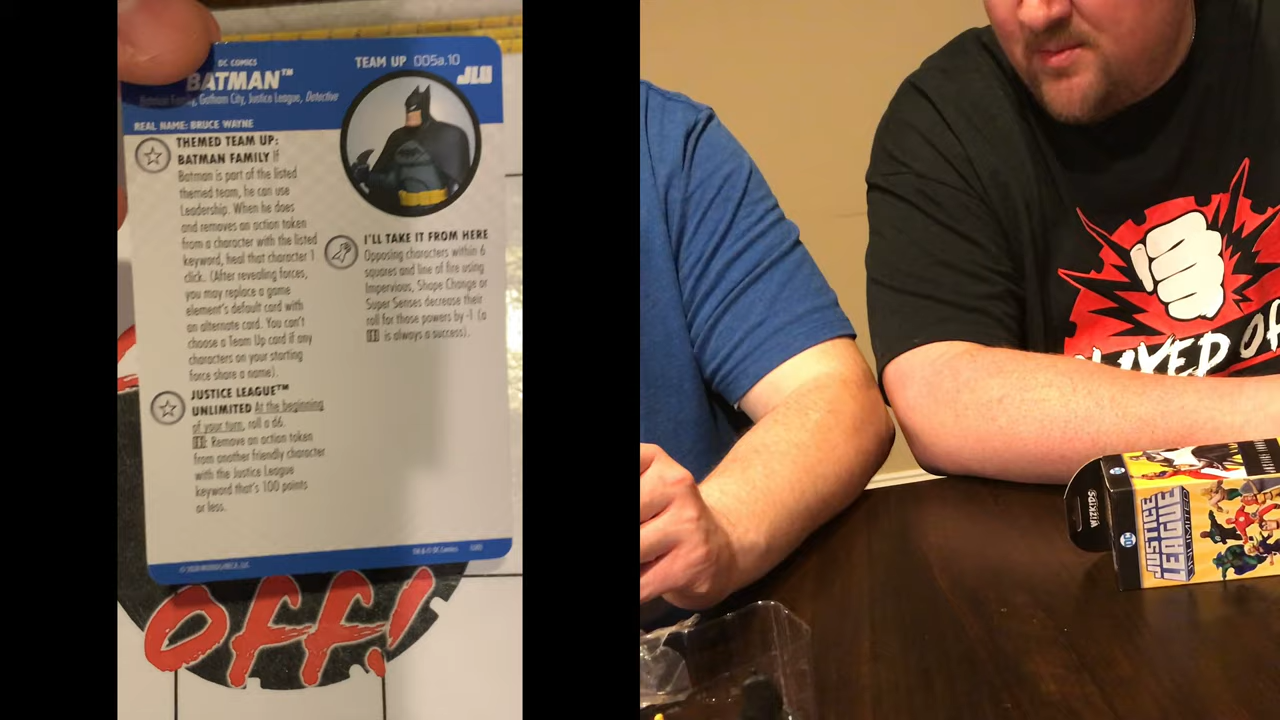 DC COMICS
BATMAN™
Batman Family, Gotham City, Justice League, Detective
TEAM UP 005a.10
JLU
REAL NAME: BRUCE WAYNE
THEMED TEAM UP:
BATMAN FAMILY If
Batman is part of the listed
themed team, he can use
Leadership. When he does
and removes an action token
from a character with the listed
keyword, heal that character 1
click. (After revealing forces,
you may replace a game
element's default card with
an alternate card. You can't
choose a Team Up card if any
characters on your starting
force share a name).
JUSTICE LEAGUE™
UNLIMITED At the beginning
of your turn, roll a d6.
Remove an action token
from another friendly character
with the Justice League
keyword that's 100 points
or less.
I'LL TAKE IT FROM HERE
Opposing characters within 6
squares and line of fire using
Impervious, Shape Change or
Super Senses decrease their
roll for those powers by -1 (a
is always a success).
OFF!
WIZKIDS
DC
JUSTICE
LEAGUE
UNLIMITED